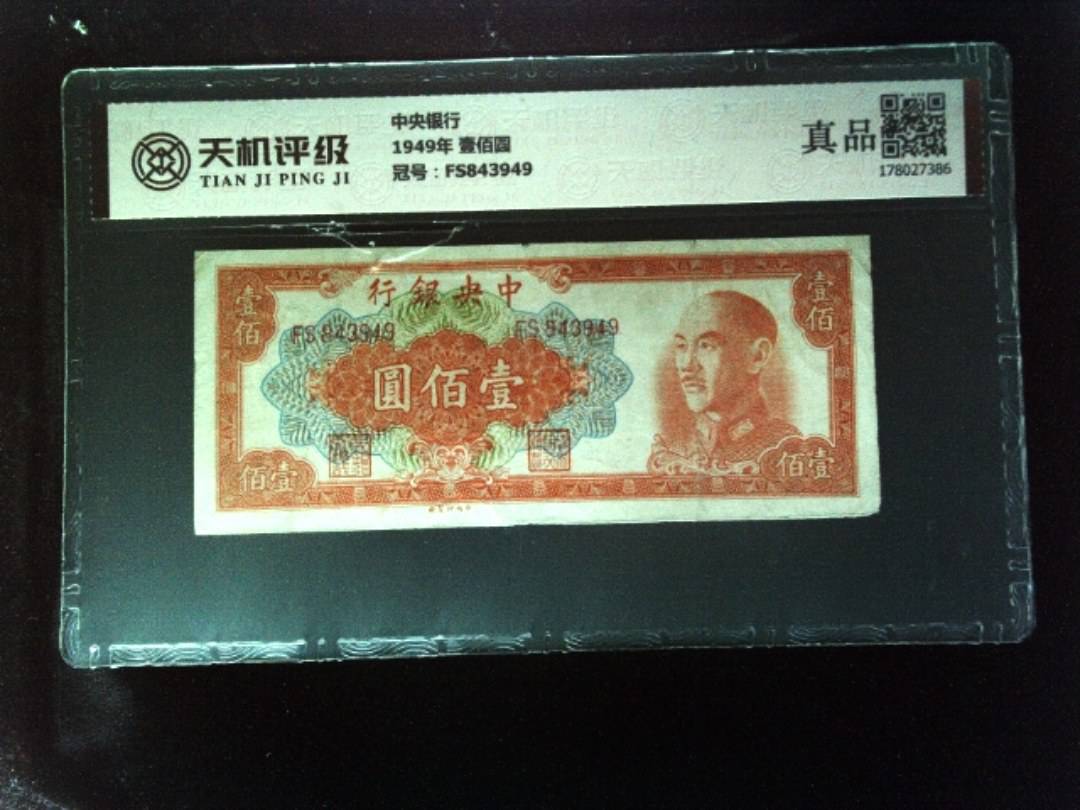 天机评级
TIAN JI PING JI
中央银行
1949年 壹佰圆
冠号：FS843949
真品
178027386
壹佰
行銀央中
壹佰
FS843949
FS843949
圓佰壹
佰壹
佰壹